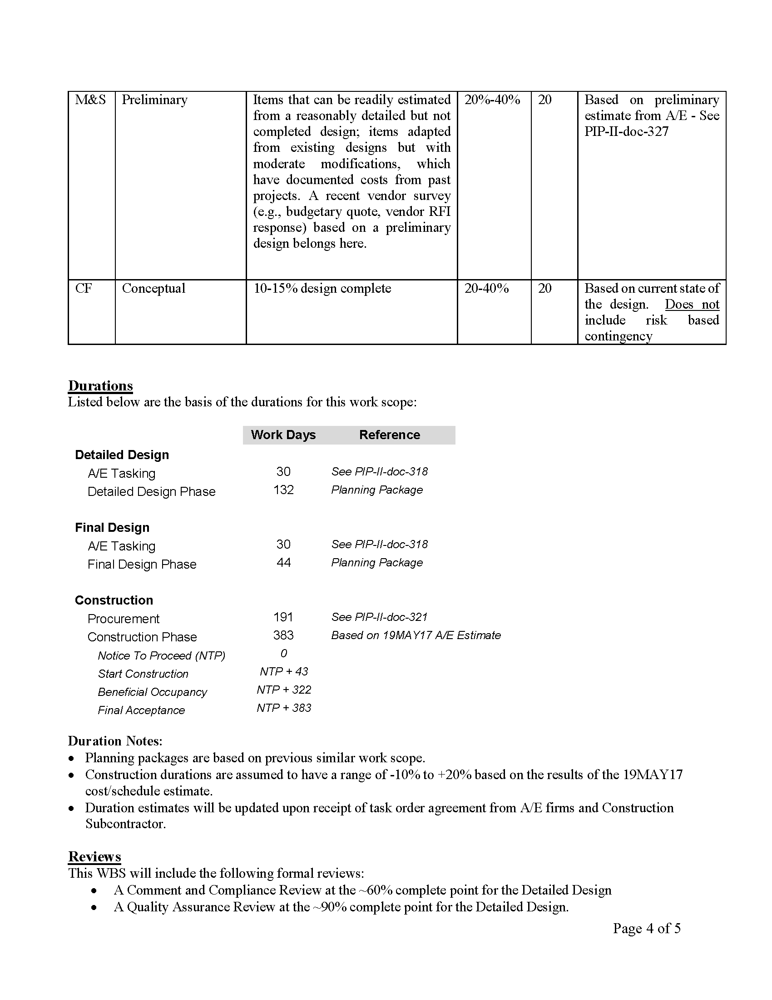 M&S Preliminary Items that can be readily estimated 20%-40% 20 Based on preliminary
from a reasonably detailed but not estimate from A/E - See
completed design; items adapted PIP-II-doc-327
from existing designs but with
moderate modifications, which
have documented costs from past
projects. A recent vendor survey
(e.g., budgetary quote, vendor RFI
response) based on a preliminary
design belongs here.
CF Conceptual 10-15% design complete 20-40% 20 Based on current state of
the design. Does not
include risk based
contingency
Durations
Listed below are the basis of the durations for this work scope:
Work Days Reference
Detailed Design
A/E Tasking 30 See PIP-II-doc-318
Detailed Design Phase 132 Planning Package
Final Design
A/E Tasking 30 See PIP-II-doc-318
Final Design Phase 44 Planning Package
Construction
Procurement 191 See PIP-II-doc-321
Construction Phase 383 Based on 19MAY17 A/E Estimate
Notice To Proceed (NTP) 0
Start Construction NTP + 43
Beneficial Occupancy NTP + 322
Final Acceptance NTP + 383
Duration Notes:
• Planning packages are based on previous similar work scope.
• Construction durations are assumed to have a range of -10% to +20% based on the results of the 19MAY17
cost/schedule estimate.
• Duration estimates will be updated upon receipt of task order agreement from A/E firms and Construction
Subcontractor.
Reviews
This WBS will include the following formal reviews:
• A Comment and Compliance Review at the ~60% complete point for the Detailed Design
• A Quality Assurance Review at the ~90% complete point for the Detailed Design.
Page 4 of 5